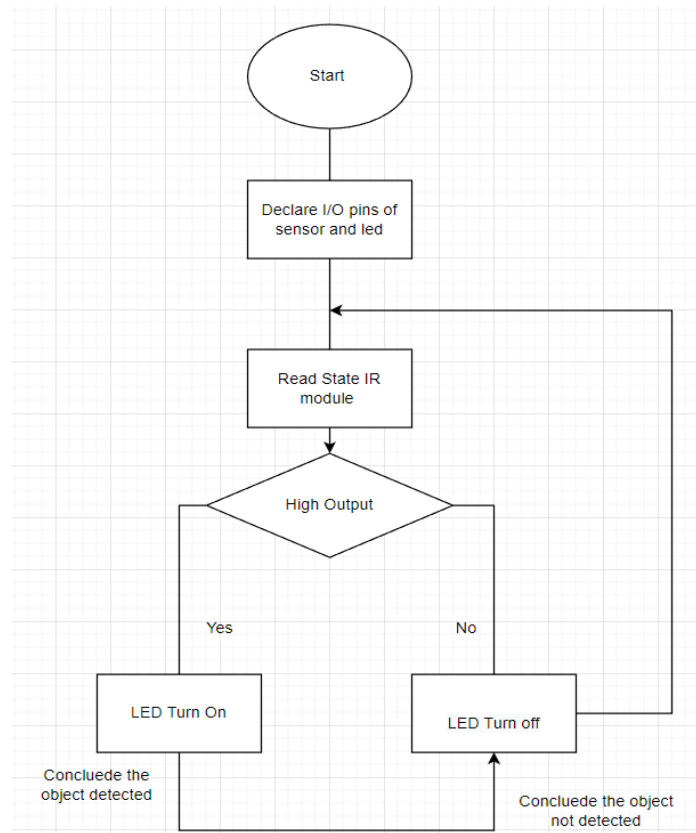 Start
Declare I/O pins of
sensor and led
Read State IR
module
High Output
Yes
No
LED Turn On
LED Turn off
Concluede the
object detected
Concluede the object
not detected